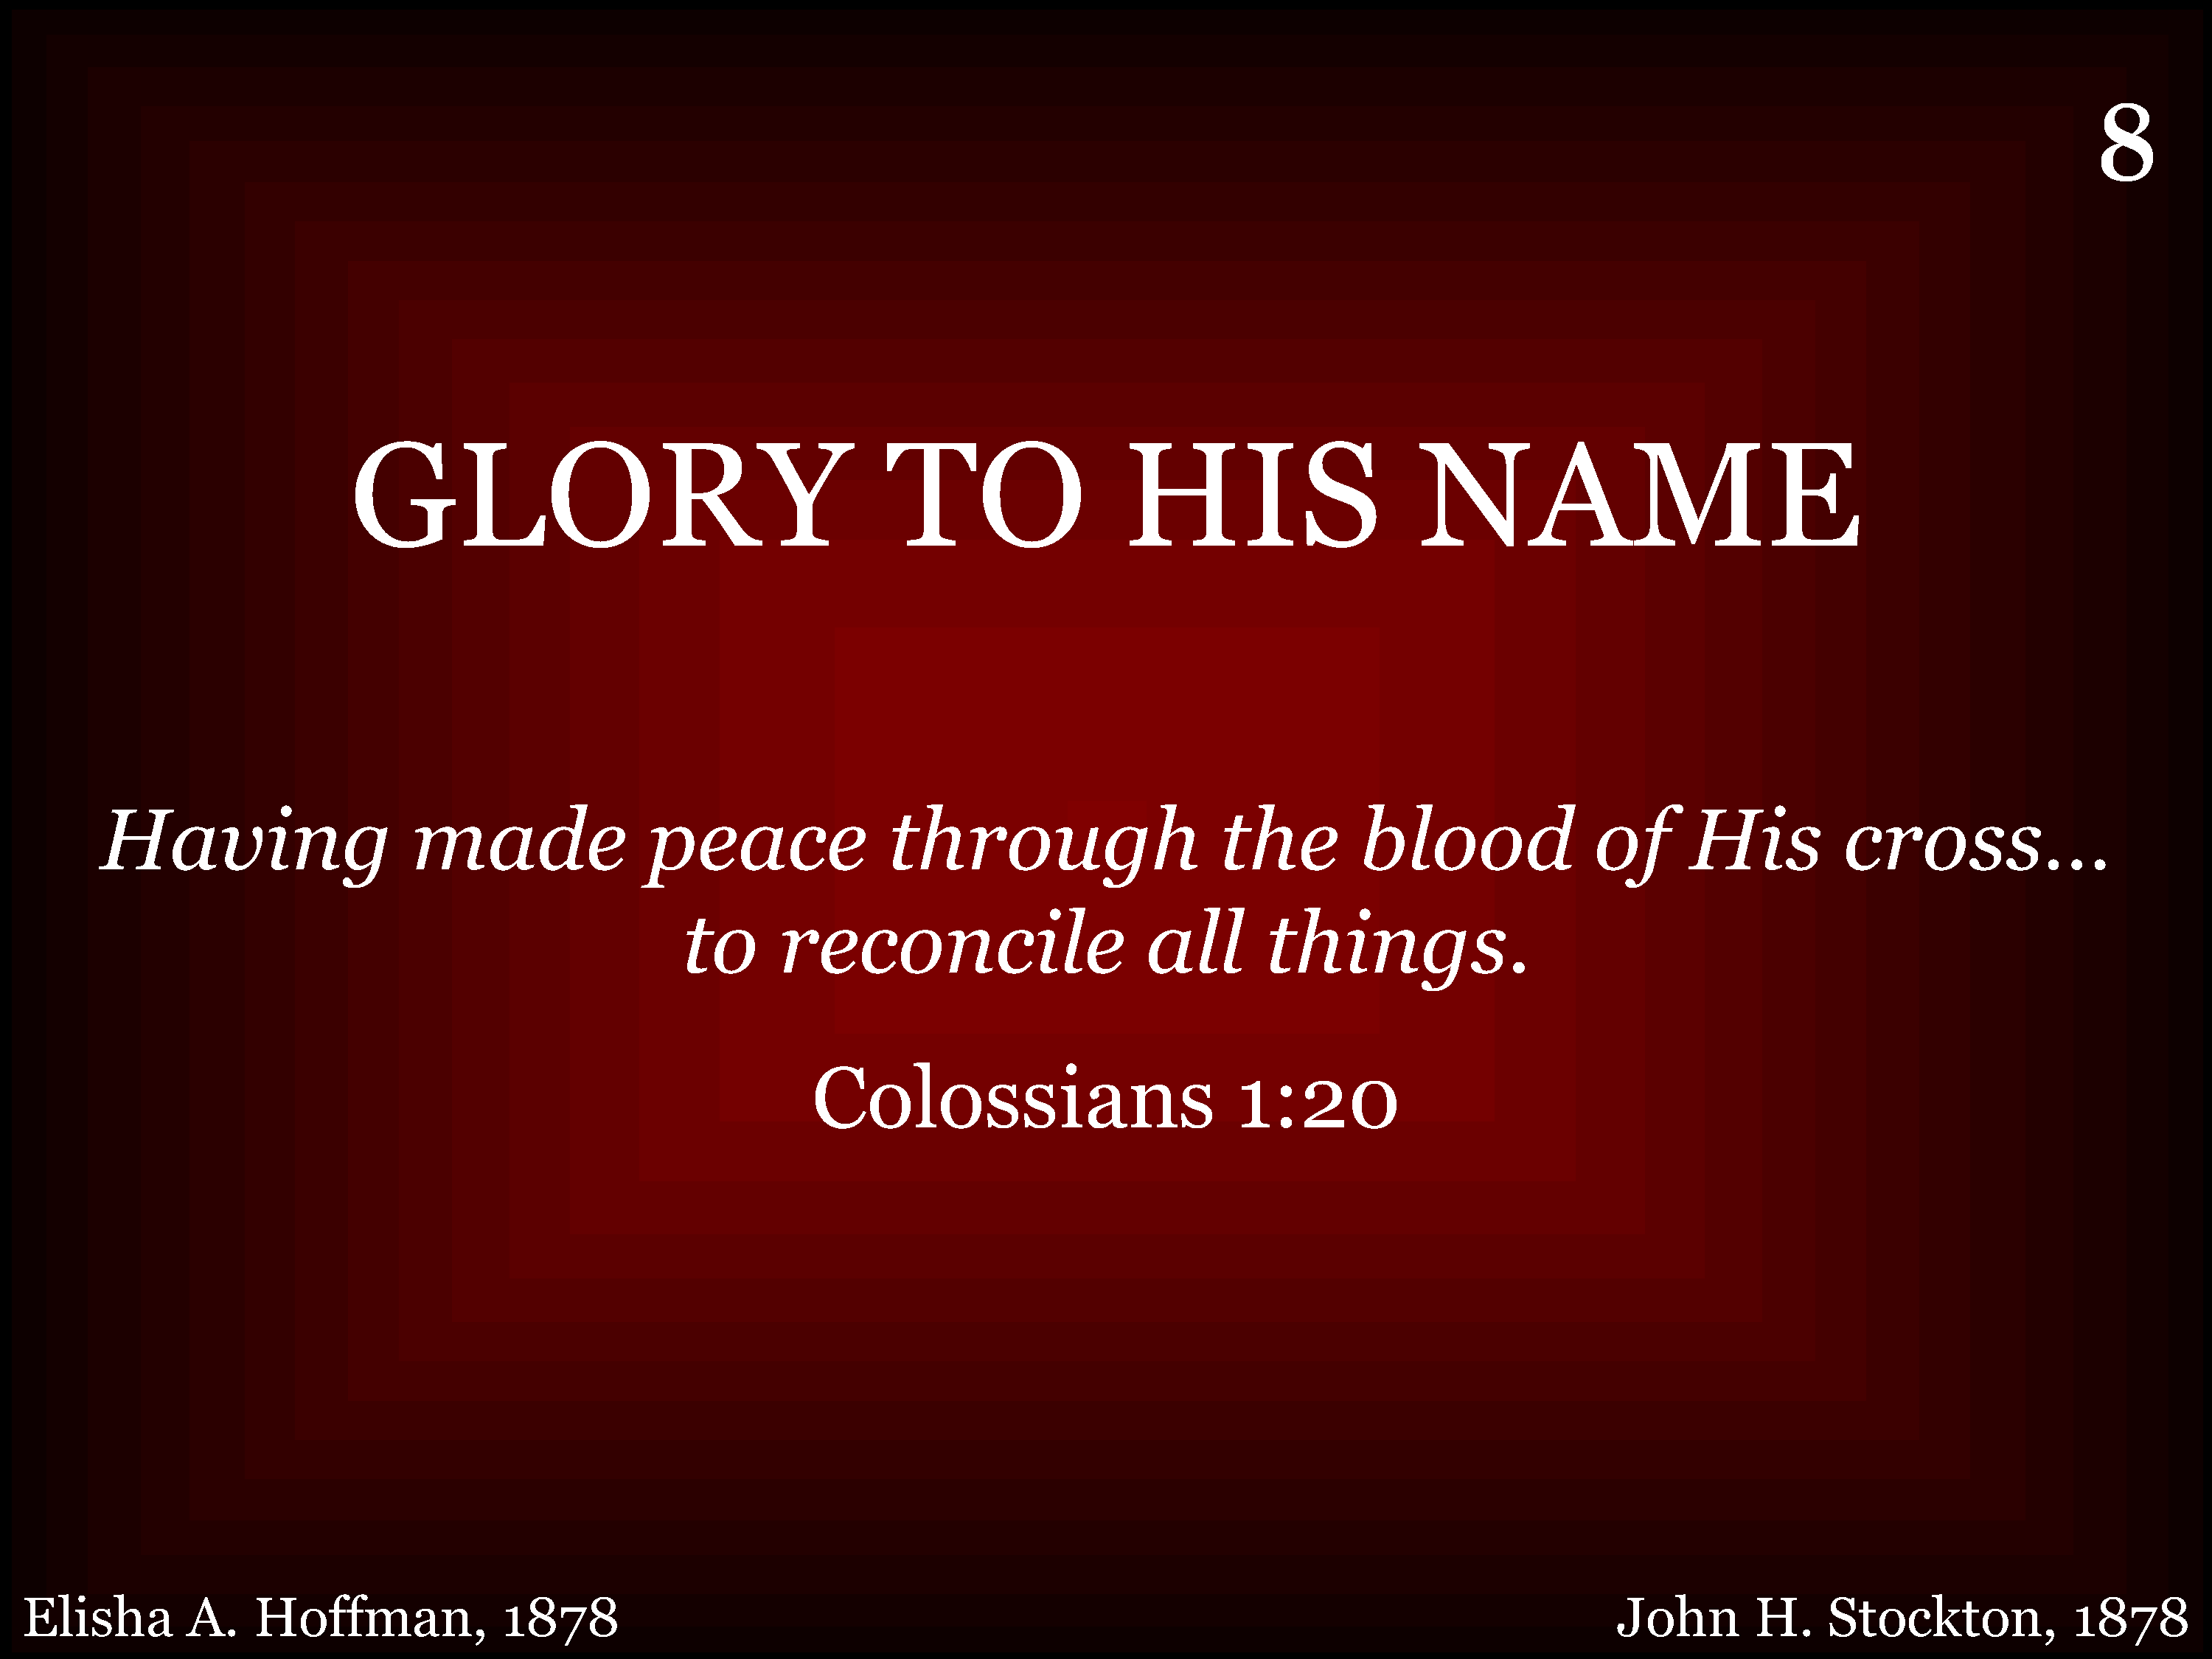 8
GLORY TO HIS NAME
Having made peace through the blood of His cross...
to reconcile all things.
Colossians 1:20
Elisha A. Hoffman, 1878
John H. Stockton, 1878